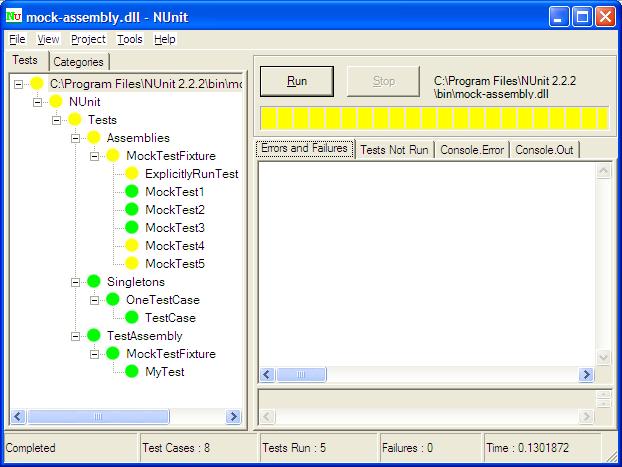 NU mock-assembly.dll - NUnit
File View Project Tools Help
Tests Categories
C:\Program Files\NUnit 2.2.2\bin\mo
NUnit
Tests
Assemblies
MockTestFixture
ExplicitlyRunTest
MockTest1
MockTest2
MockTest3
MockTest4
MockTest5
Singletons
OneTestCase
TestCase
TestAssembly
MockTestFixture
MyTest
Run Stop
C:\Program Files\NUnit 2.2.2
\bin\mock-assembly.dll
Errors and Failures Tests Not Run Console.Error Console.Out
Completed Test Cases : 8 Tests Run : 5 Failures : 0 Time : 0.1301872